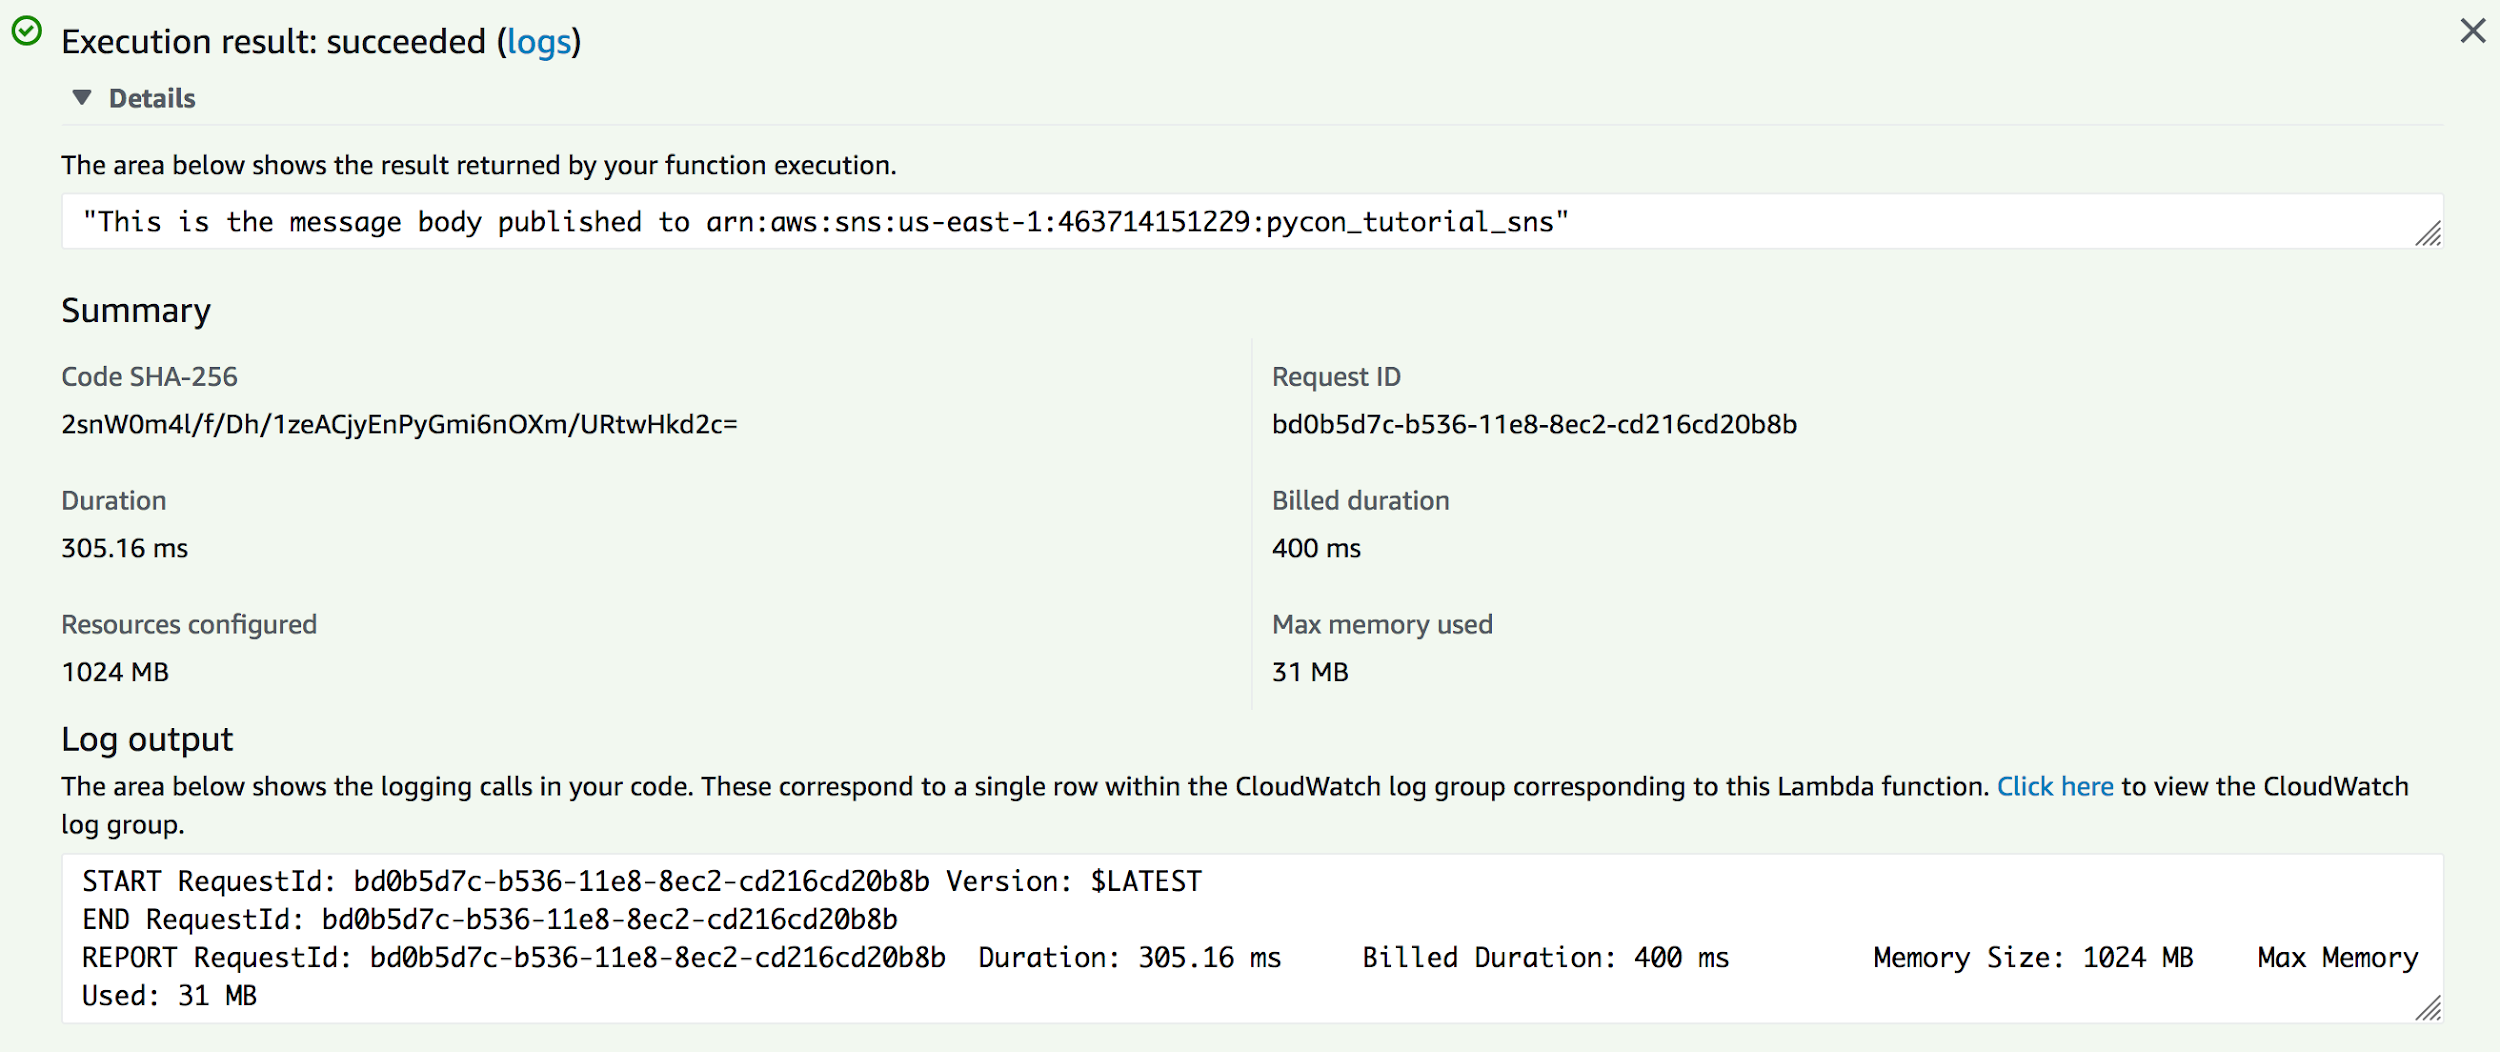 Execution result: succeeded (logs)
Details
The area below shows the result returned by your function execution.
"This is the message body published to arn:aws:sns:us-east-1:463714151229:pycon_tutorial_sns"
Summary
Code SHA-256
2snW0m4l/f/Dh/1zeACjyEnPyGmi6nOXm/URtwHkd2c=
Request ID
bd0b5d7c-b536-11e8-8ec2-cd216cd20b8b
Duration
305.16 ms
Billed duration
400 ms
Resources configured
1024 MB
Max memory used
31 MB
Log output
The area below shows the logging calls in your code. These correspond to a single row within the CloudWatch log group corresponding to this Lambda function. Click here to view the CloudWatch
log group.
START RequestId: bd0b5d7c-b536-11e8-8ec2-cd216cd20b8b Version: $LATEST
END RequestId: bd0b5d7c-b536-11e8-8ec2-cd216cd20b8b
REPORT RequestId: bd0b5d7c-b536-11e8-8ec2-cd216cd20b8b  Duration: 305.16 ms     Billed Duration: 400 ms         Memory Size: 1024 MB    Max Memory
Used: 31 MB